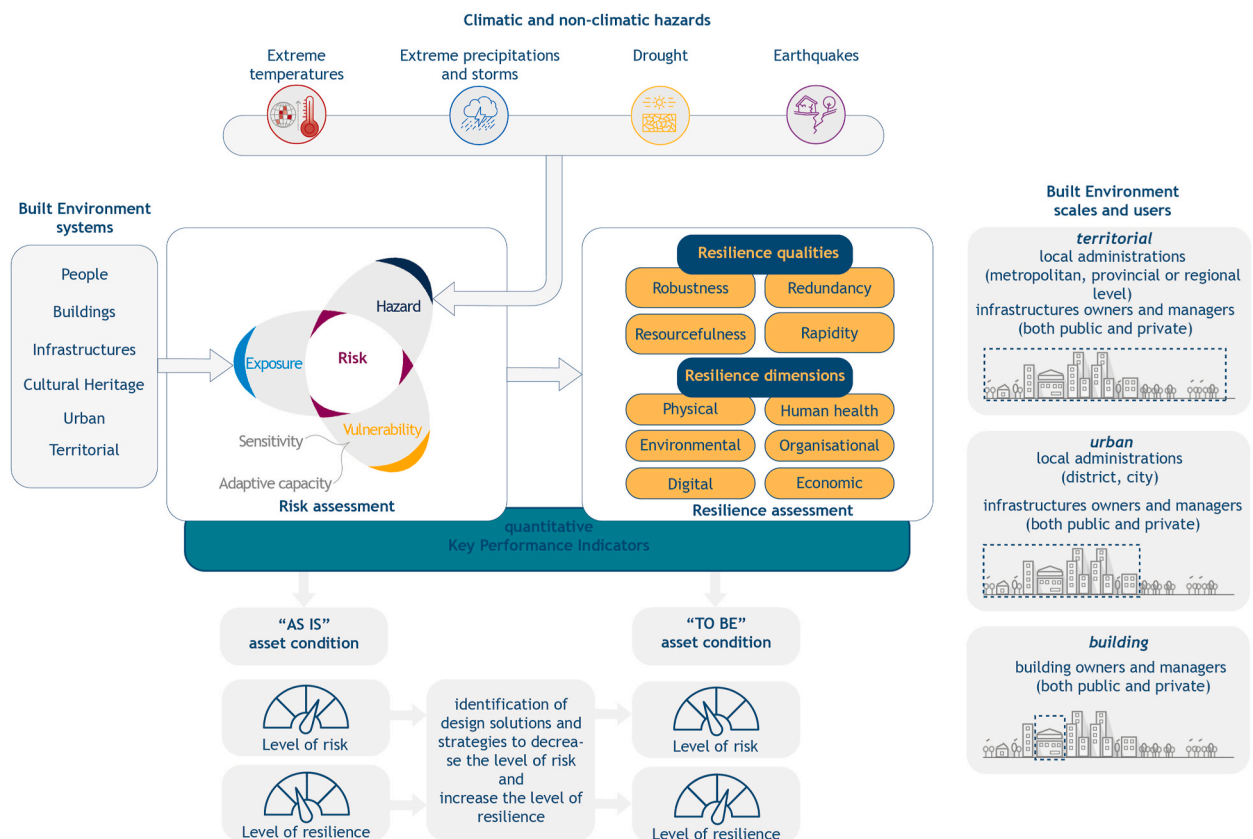 Climatic and non-climatic hazards
Extreme
temperatures
Extreme precipitations
and storms
Drought
Earthquakes
Built Environment
systems
People
Buildings
Infrastructures
Cultural Heritage
Urban
Territorial
Hazard
Exposure
Risk
Vulnerability
Sensitivity
Adaptive capacity
Risk assessment
Resilience qualities
Robustness
Redundancy
Resourcefulness
Rapidity
Resilience dimensions
Physical
Human health
Environmental
Organisational
Digital
Economic
Resilience assessment
quantitative
Key Performance Indicators
“AS IS”
asset condition
“TO BE”
asset condition
Level of risk
Level of resilience
identification of
design solutions and
strategies to decrea-
se the level of risk
and
increase the level of
resilience
Level of risk
Level of resilience
Built Environment
scales and users
territorial
local administrations
(metropolitan, provincial or regional
level)
infrastructures owners and managers
(both public and private)
urban
local administrations
(district, city)
infrastructures owners and managers
(both public and private)
building
building owners and managers
(both public and private)